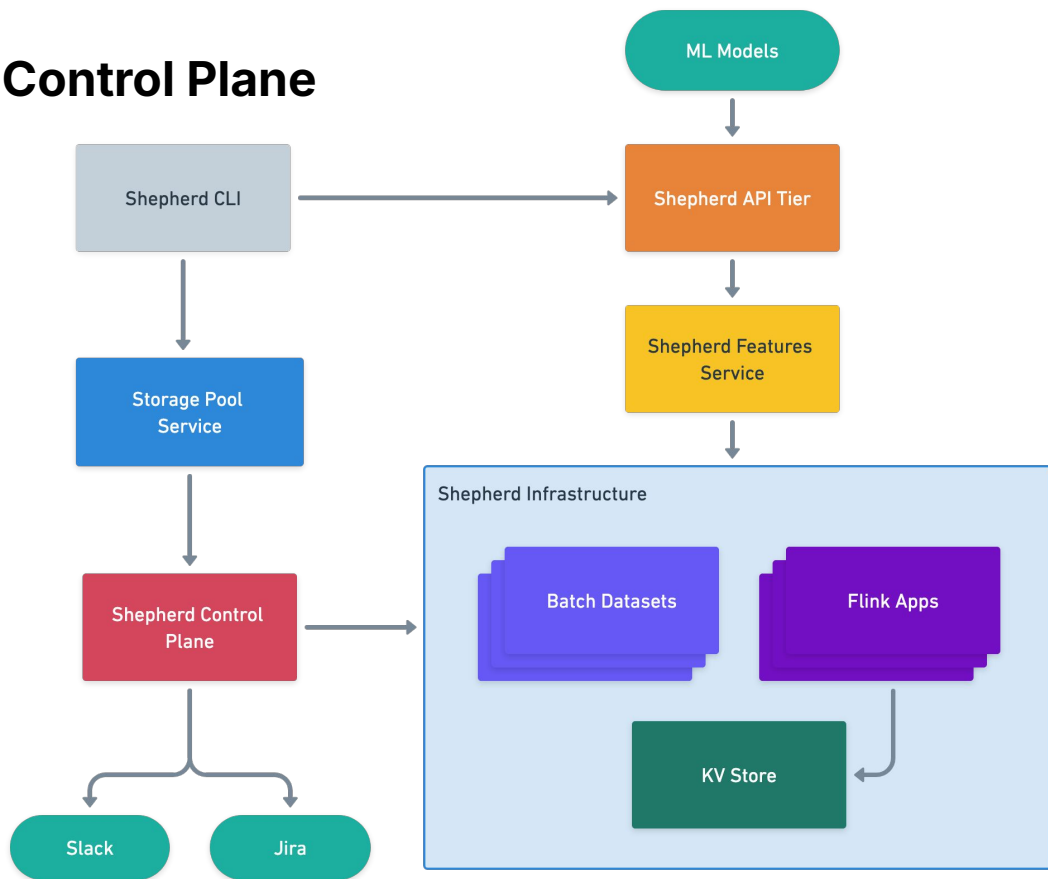 Control Plane
ML Models
Shepherd CLI
Shepherd API Tier
Shepherd Features
Service
Storage Pool
Service
Shepherd Infrastructure
Batch Datasets
Flink Apps
Shepherd Control
Plane
KV Store
Slack
Jira